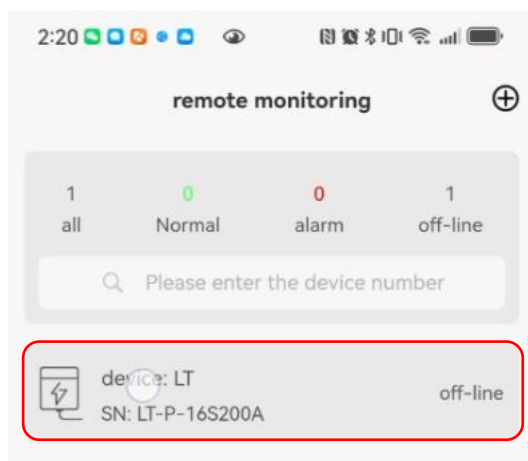 2:20
remote monitoring
1 0 0 1
all Normal alarm off-line
Please enter the device number
device: LT
off-line
SN: LT-P-16S200A